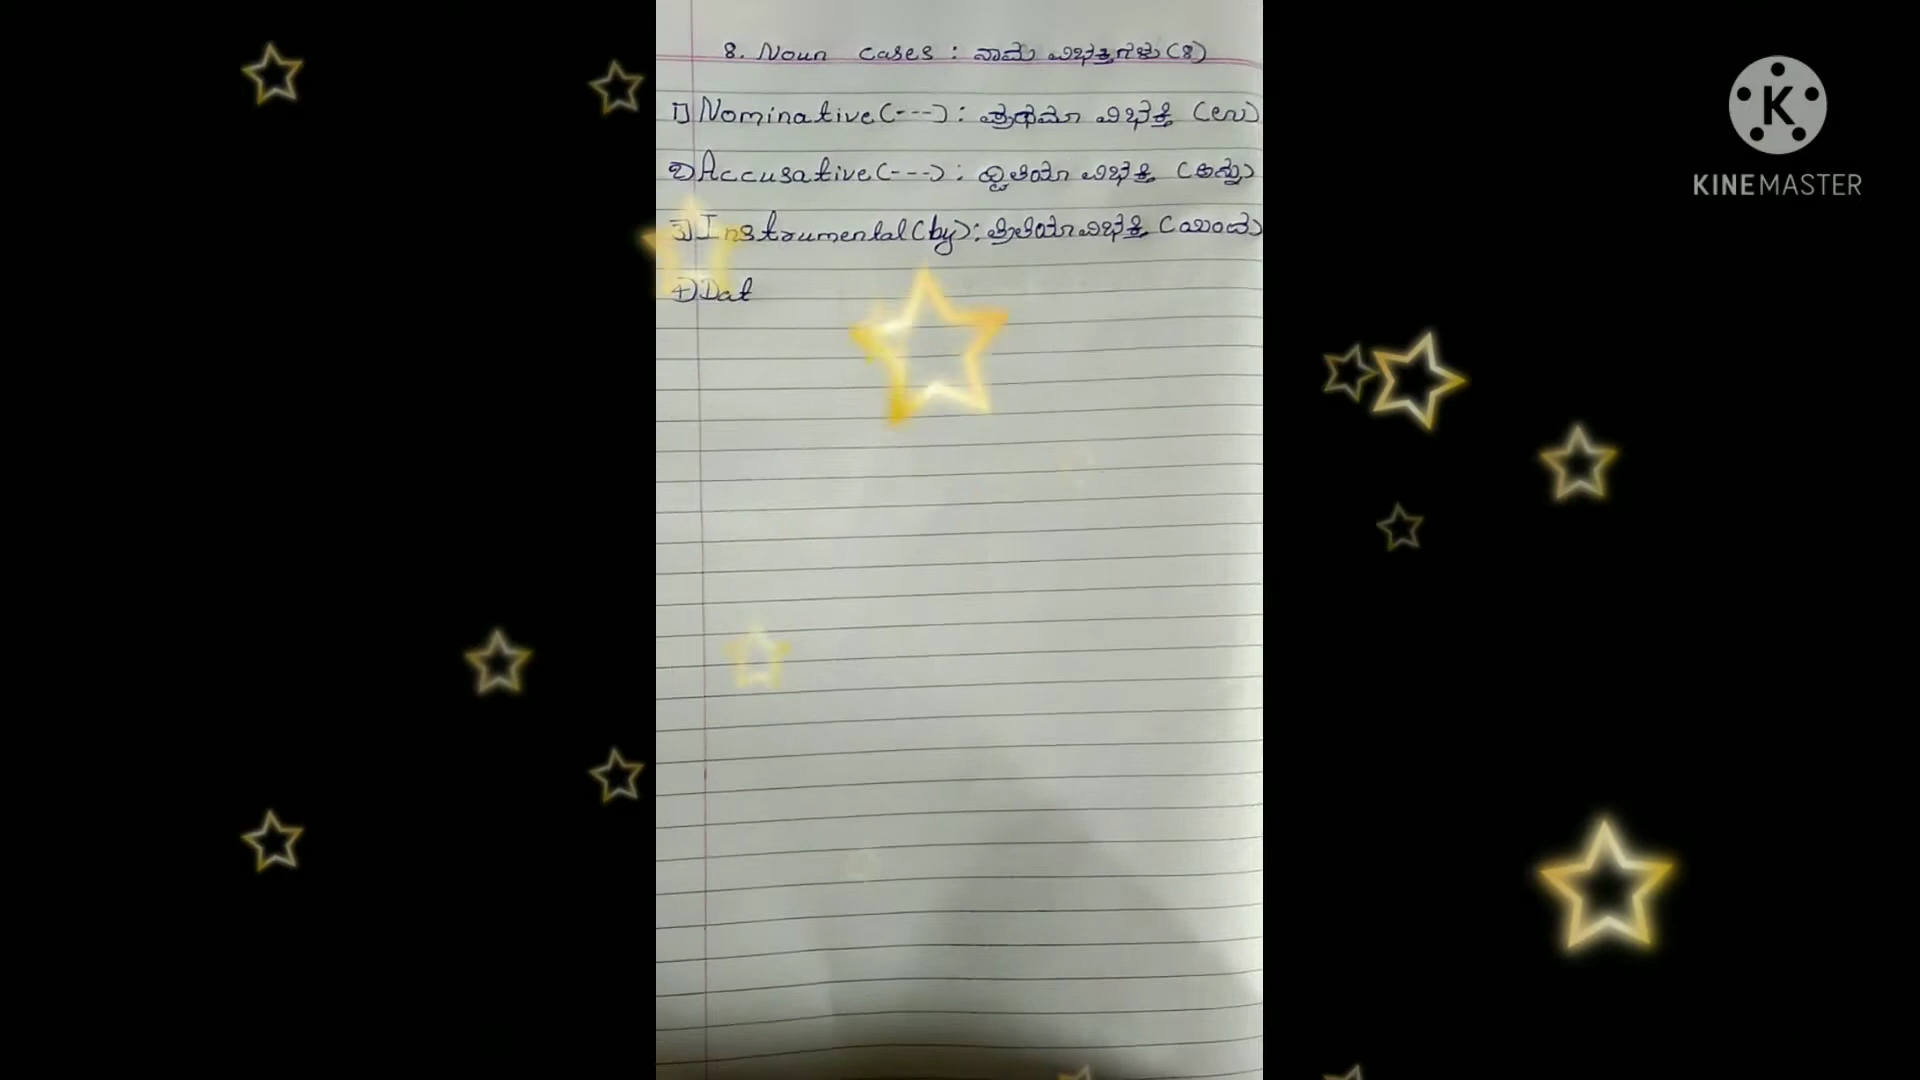 8. Noun cases : ನಾಮ ವಿಭಕ್ತಿಗಳು (8)
1) Nominative (---) : ಪ್ರಥಮಾ ವಿಭಕ್ತಿ (ಉ)
2) Accusative (---) : ದ್ವಿತೀಯಾ ವಿಭಕ್ತಿ (ಅನ್ನು)
3) Instrumental (by) : ತೃತೀಯಾ ವಿಭಕ್ತಿ (ಯಿಂದ)
4) Dat
K
KINEMASTER